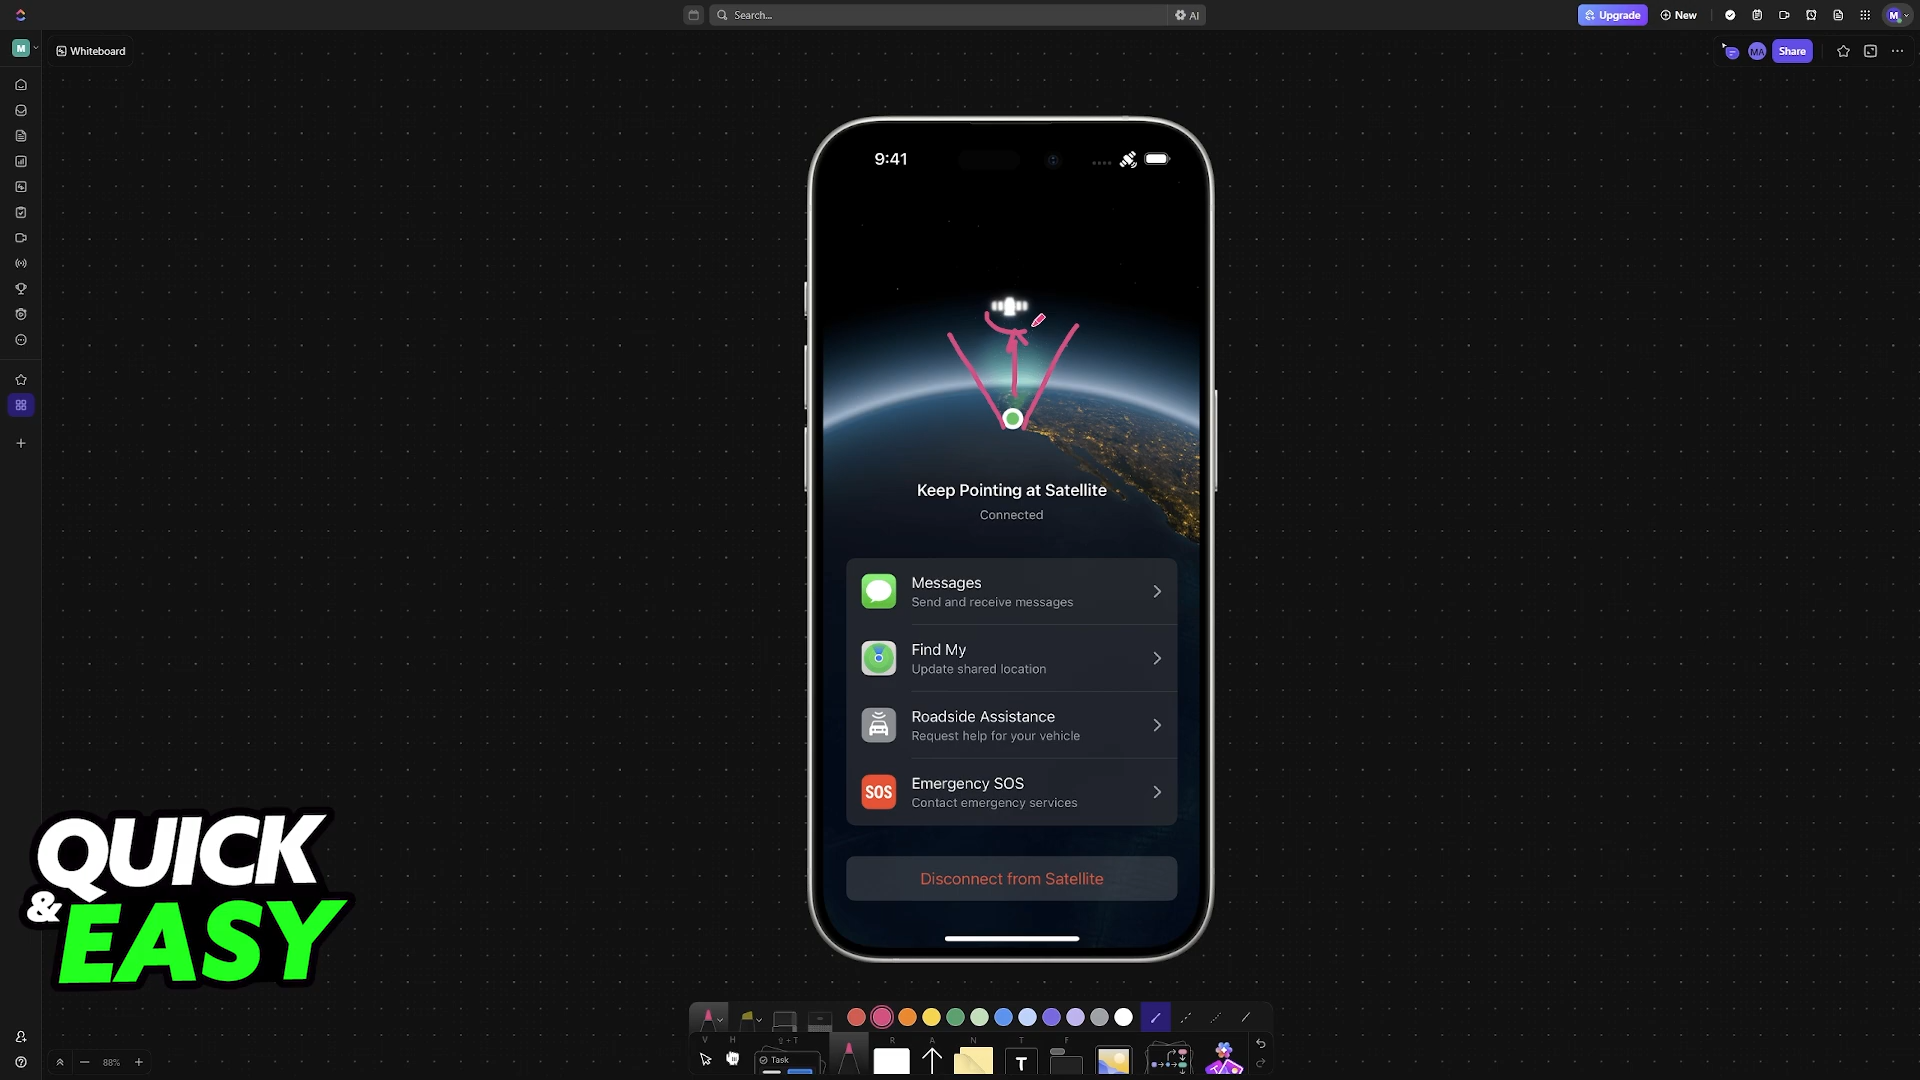 Search...
AI
Upgrade
New
M
M
Whiteboard
MA
Share
9:41
Keep Pointing at Satellite
Connected
Messages
Send and receive messages
Find My
Update shared location
Roadside Assistance
Request help for your vehicle
SOS
Emergency SOS
Contact emergency services
Disconnect from Satellite
QUICK
&EASY
V
H
⇧+T
R
A
N
T
F
Task
T
88%